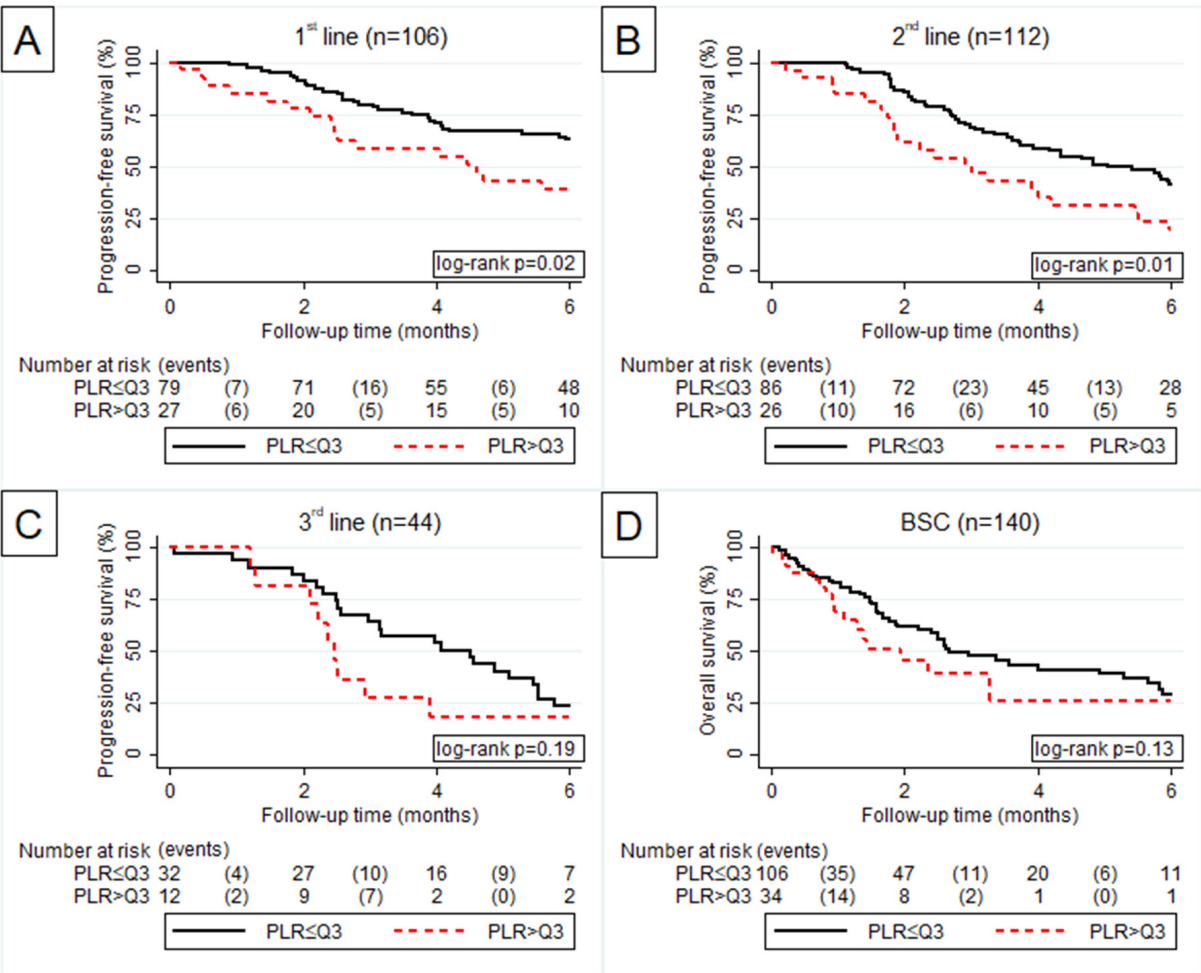 A
1st line (n=106)
Progression-free survival (%)
100
75
50
25
0
log-rank p=0.02
0 2 4 6
Follow-up time (months)
Number at risk (events)
PLR≤Q3 79 (7) 71 (16) 55 (6) 48
PLR>Q3 27 (6) 20 (5) 15 (5) 10
PLR≤Q3 PLR>Q3
B
2nd line (n=112)
Progression-free survival (%)
100
75
50
25
0
log-rank p=0.01
0 2 4 6
Follow-up time (months)
Number at risk (events)
PLR≤Q3 86 (11) 72 (23) 45 (13) 28
PLR>Q3 26 (10) 16 (6) 10 (5) 5
PLR≤Q3 PLR>Q3
C
3rd line (n=44)
Progression-free survival (%)
100
75
50
25
0
log-rank p=0.19
0 2 4 6
Follow-up time (months)
Number at risk (events)
PLR≤Q3 32 (4) 27 (10) 16 (9) 7
PLR>Q3 12 (2) 9 (7) 2 (0) 2
PLR≤Q3 PLR>Q3
D
BSC (n=140)
Overall survival (%)
100
75
50
25
0
log-rank p=0.13
0 2 4 6
Follow-up time (months)
Number at risk (events)
PLR≤Q3 106 (35) 47 (11) 20 (6) 11
PLR>Q3 34 (14) 8 (2) 1 (0) 1
PLR≤Q3 PLR>Q3